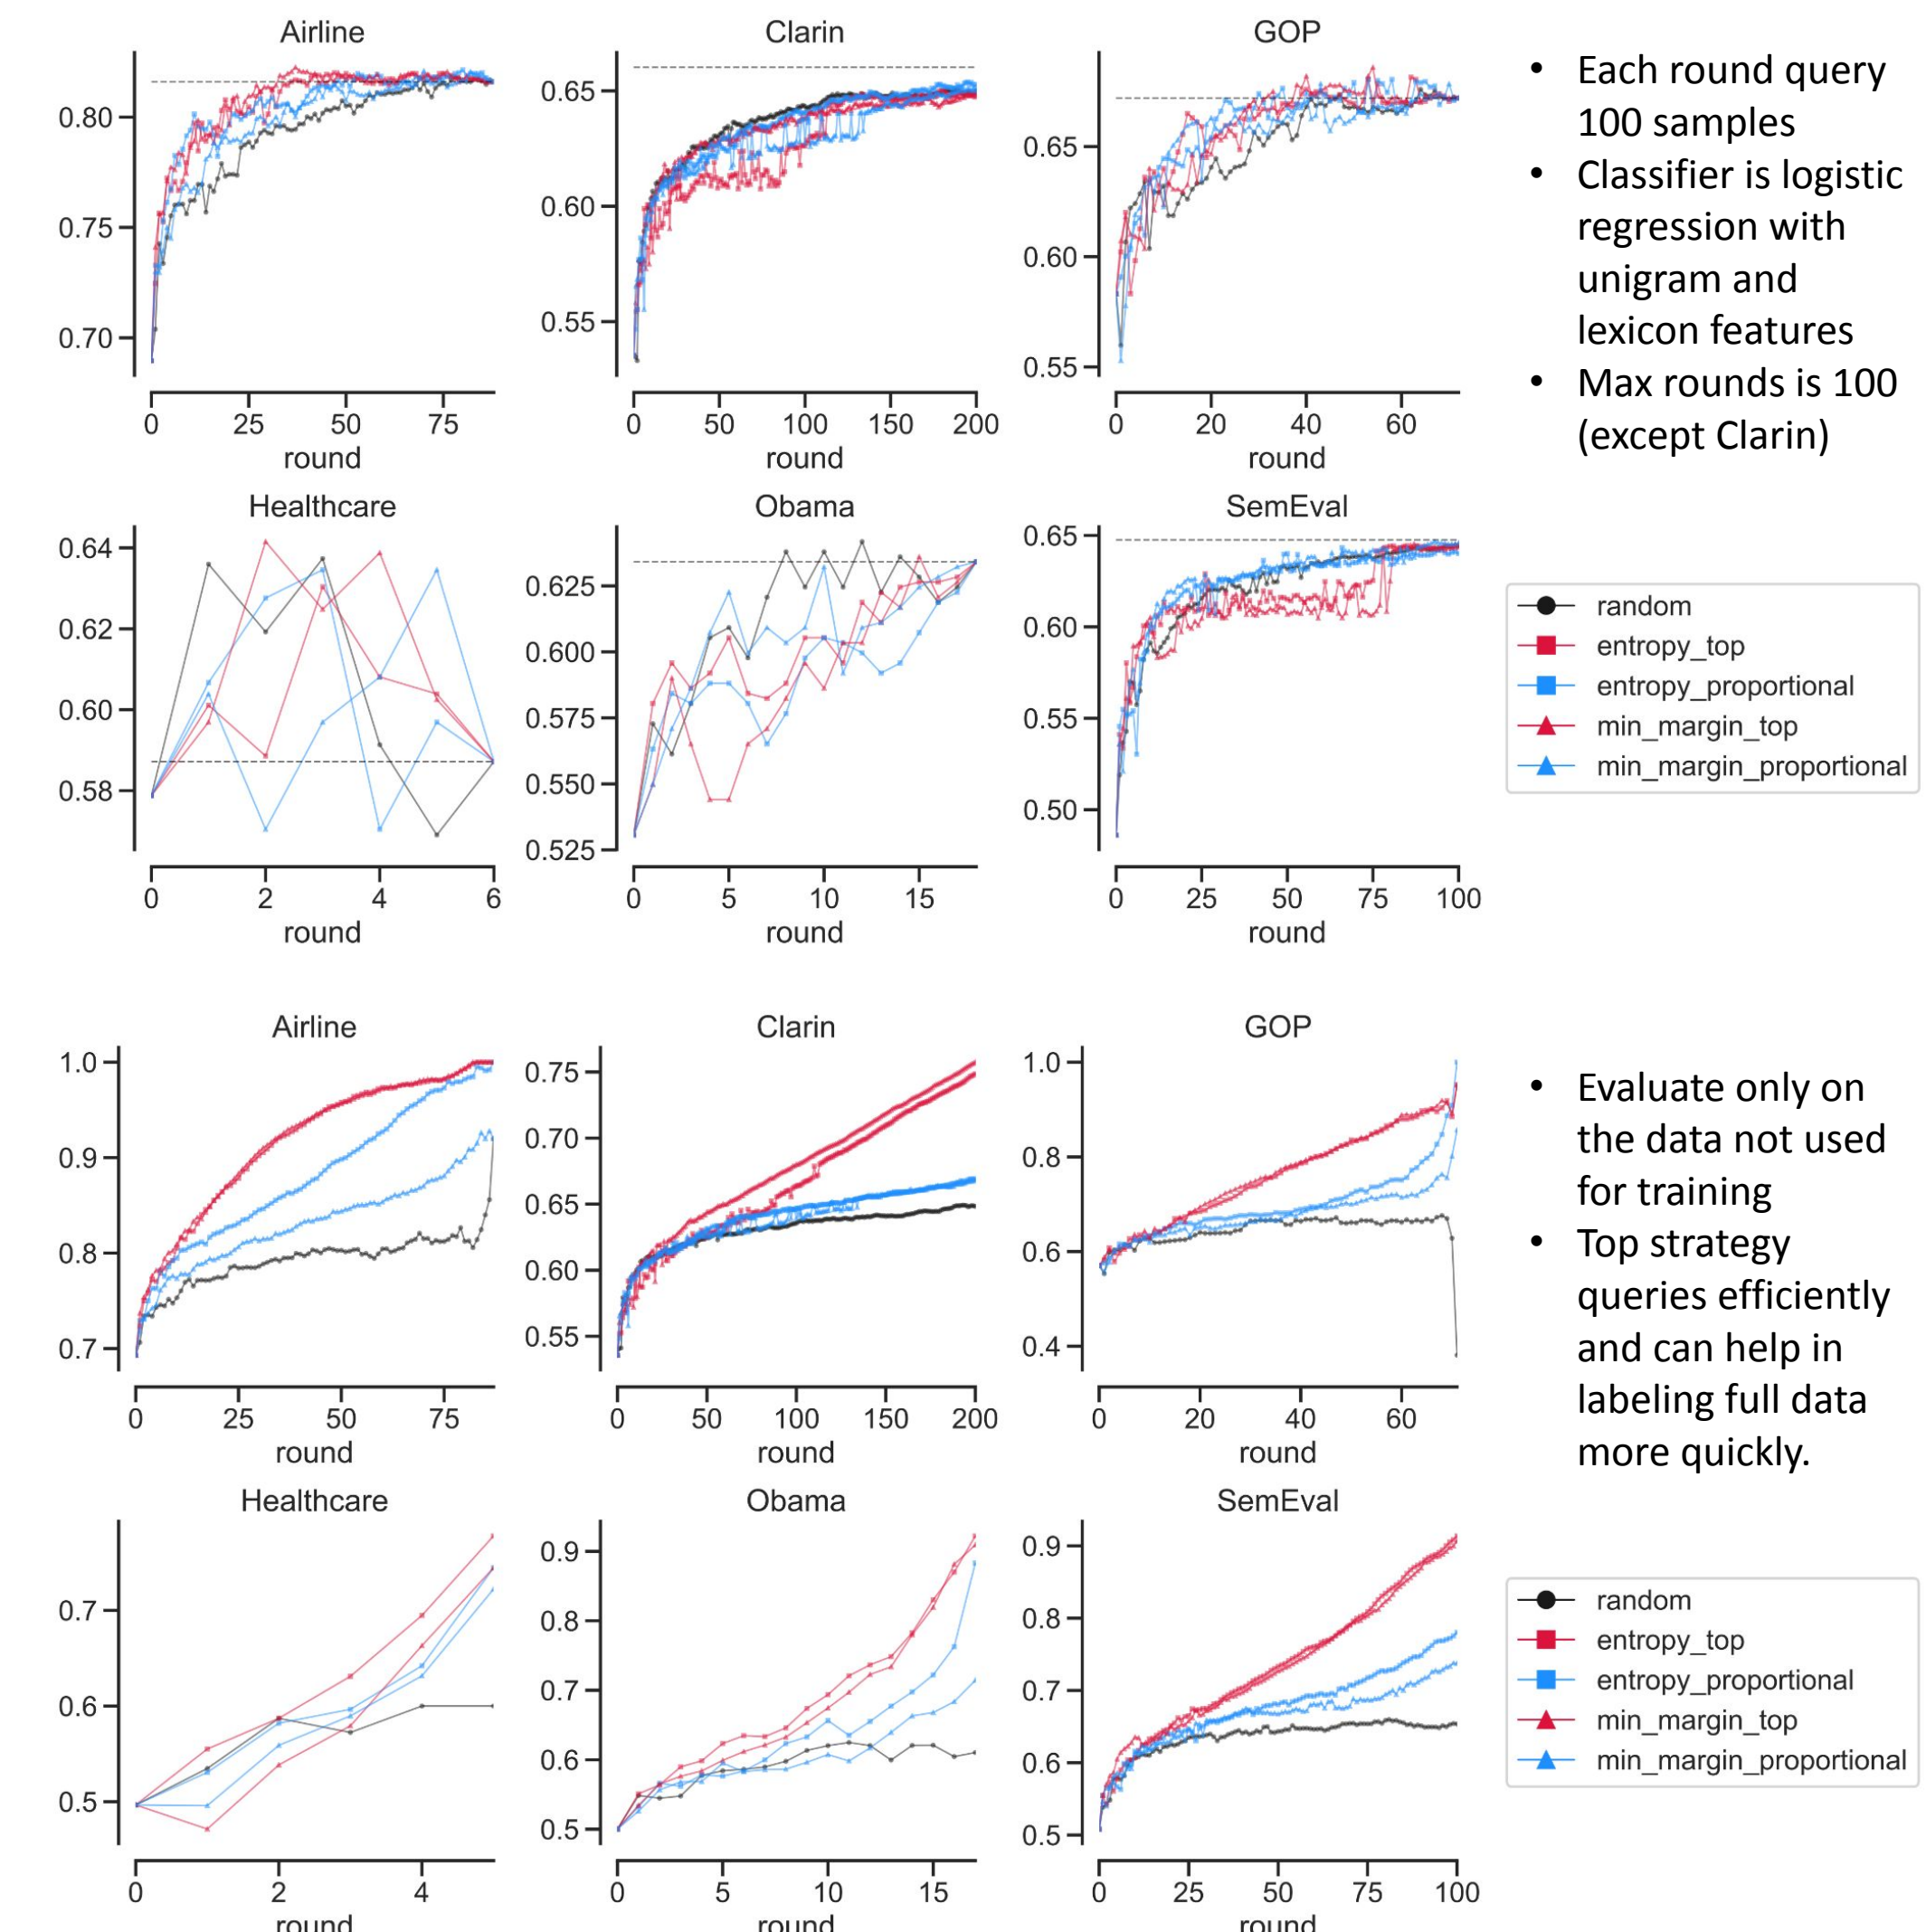 Airline
Clarin
GOP
0.80
0.75
0.70
0 25 50 75
round
0.65
0.60
0.55
0 50 100 150 200
round
0.65
0.60
0.55
0 20 40 60
round
• Each round query
100 samples
• Classifier is logistic
regression with
unigram and
lexicon features
• Max rounds is 100
(except Clarin)
Healthcare
Obama
SemEval
0.64
0.62
0.60
0.58
0 2 4 6
round
0.625
0.600
0.575
0.550
0.525
0 5 10 15
round
0.65
0.60
0.55
0.50
0 25 50 75 100
round
random
entropy_top
entropy_proportional
min_margin_top
min_margin_proportional
Airline
Clarin
GOP
1.0
0.9
0.8
0.7
0 25 50 75
round
0.75
0.70
0.65
0.60
0.55
0 50 100 150 200
round
1.0
0.8
0.6
0.4
0 20 40 60
round
• Evaluate only on
the data not used
for training
• Top strategy
queries efficiently
and can help in
labeling full data
more quickly.
Healthcare
Obama
SemEval
0.7
0.6
0.5
0 2 4
round
0.9
0.8
0.7
0.6
0.5
0 5 10 15
round
0.9
0.8
0.7
0.6
0.5
0 25 50 75 100
round
random
entropy_top
entropy_proportional
min_margin_top
min_margin_proportional